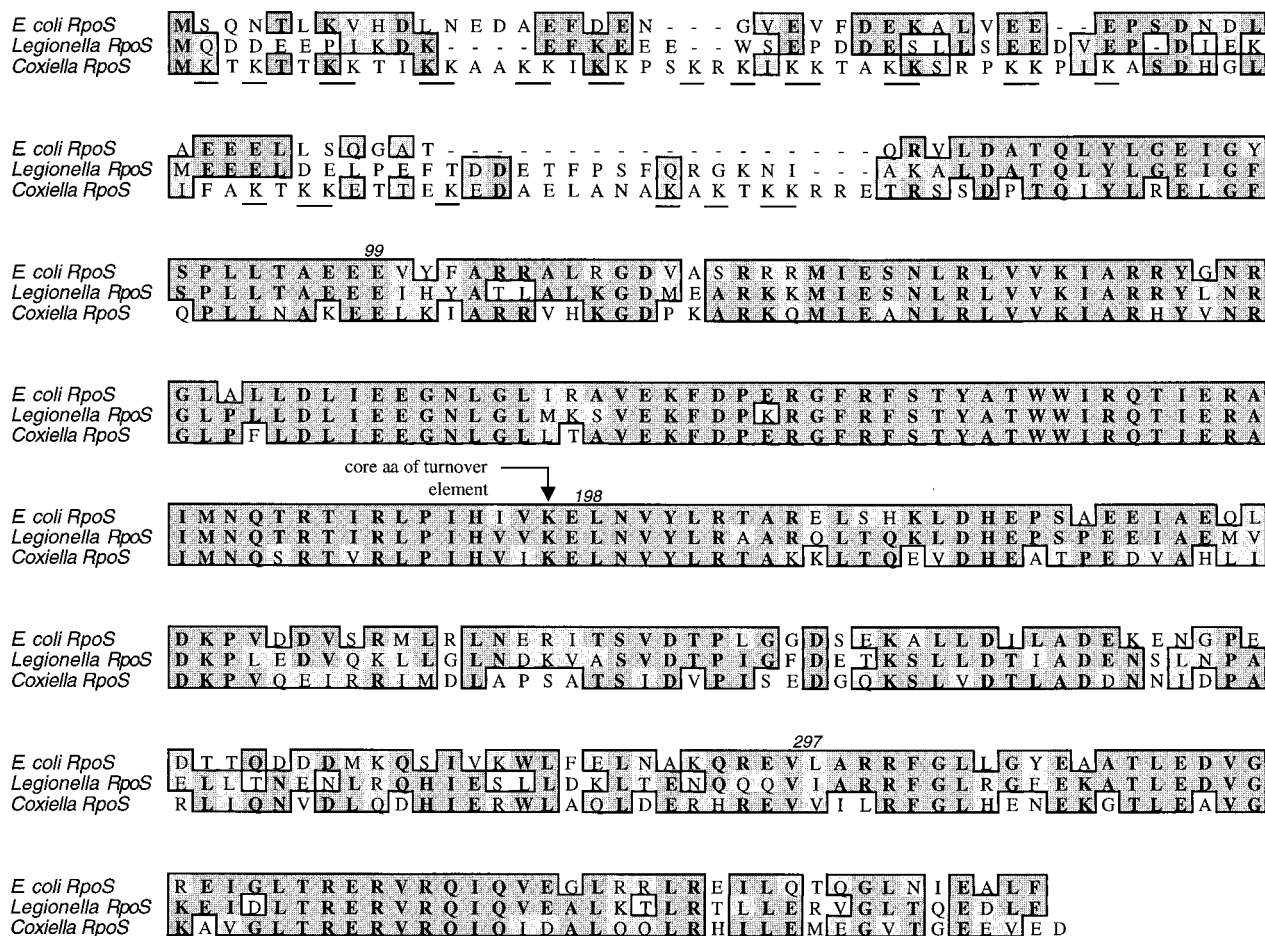 E coli RpoS M S Q N T L K V H D L N E D A E F D E N - - - G V E V F D E K A L V E E - - E P S D N D L
Legionella RpoS M Q D D E E P I K D K - - - - E F K E E E - - W S E P D D E S L L S E E D V E P - D I E K
Coxiella RpoS M K T K T T K K T I K K A A K K I K K P S K R K I K K T A K K S R P K K P I K A S D H G L
E coli RpoS A E E E L L S Q G A T - - - - - - - - - - - - - - - - - - Q R V L D A T Q L Y L G E I G Y
Legionella RpoS M E E E L D E L P E F T D D E T F P S F Q R G K N I - - - A K A L D A T Q L Y L G E I G F
Coxiella RpoS I F A K T K K E T T E K E D A E L A N A K A K T K K R R E T R S S D P T Q I Y L R E L G F
99
E coli RpoS S P L L T A E E E V Y F A R R A L R G D V A S R R R M I E S N L R L V V K I A R R Y G N R
Legionella RpoS S P L L T A E E E I H Y A T L A L K G D M E A R K K M I E S N L R L V V K I A R R Y L N R
Coxiella RpoS Q P L L N A K E E L K I A R R V H K G D P K A R K Q M I E A N L R L V V K I A R H Y V N R
E coli RpoS G L A L L D L I E E G N L G L I R A V E K F D P E R G F R F S T Y A T W W I R Q T I E R A
Legionella RpoS G L P L L D L I E E G N L G L M K S V E K F D P K R G F R F S T Y A T W W I R Q T I E R A
Coxiella RpoS G L P F L D L I E E G N L G L L T A V E K F D P E R G F R F S T Y A T W W I R Q T I E R A
core aa of turnover
element
198
E coli RpoS I M N Q T R T I R L P I H I V K E L N V Y L R T A R E L S H K L D H E P S A E E I A E Q L
Legionella RpoS I M N Q T R T I R L P I H V V K E L N V Y L R A A R Q L T Q K L D H E P S P E E I A E M V
Coxiella RpoS I M N Q S R T V R L P I H V I K E L N V Y L R T A K K L T Q E V D H E A T P E D V A H L I
E coli RpoS D K P V D D V S R M L R L N E R I T S V D T P L G G D S E K A L L D I L A D E K E N G P E
Legionella RpoS D K P L E D V Q K L L G L N D K V A S V D T P I G F D E T K S L L D T I A D E N S L N P A
Coxiella RpoS D K P V Q E I R R I M D L A P S A T S I D V P I S E D G Q K S L V D T L A D D N N I D P A
297
E coli RpoS D T T Q D D D M K Q S I V K W L F E L N A K Q R E V L A R R F G L L G Y E A A T L E D V G
Legionella RpoS E L L T N E N L R Q H I E S L L D K L T E N Q Q Q V I A R R F G L R G F E K A T L E D V G
Coxiella RpoS R L I Q N V D L Q D H I E R W L A Q L D E R H R E V V I L R F G L H E N E K G T L E A V G
E coli RpoS R E I G L T R E R V R Q I Q V E G L R R L R E I L Q T Q G L N I E A L F
Legionella RpoS K E I D L T R E R V R Q I Q V E A L K T L R T L L E R V G L T Q E D L F
Coxiella RpoS K A V G L T R E R V R Q I Q I D A L Q Q L R H I L E M E G V T G E E V E D